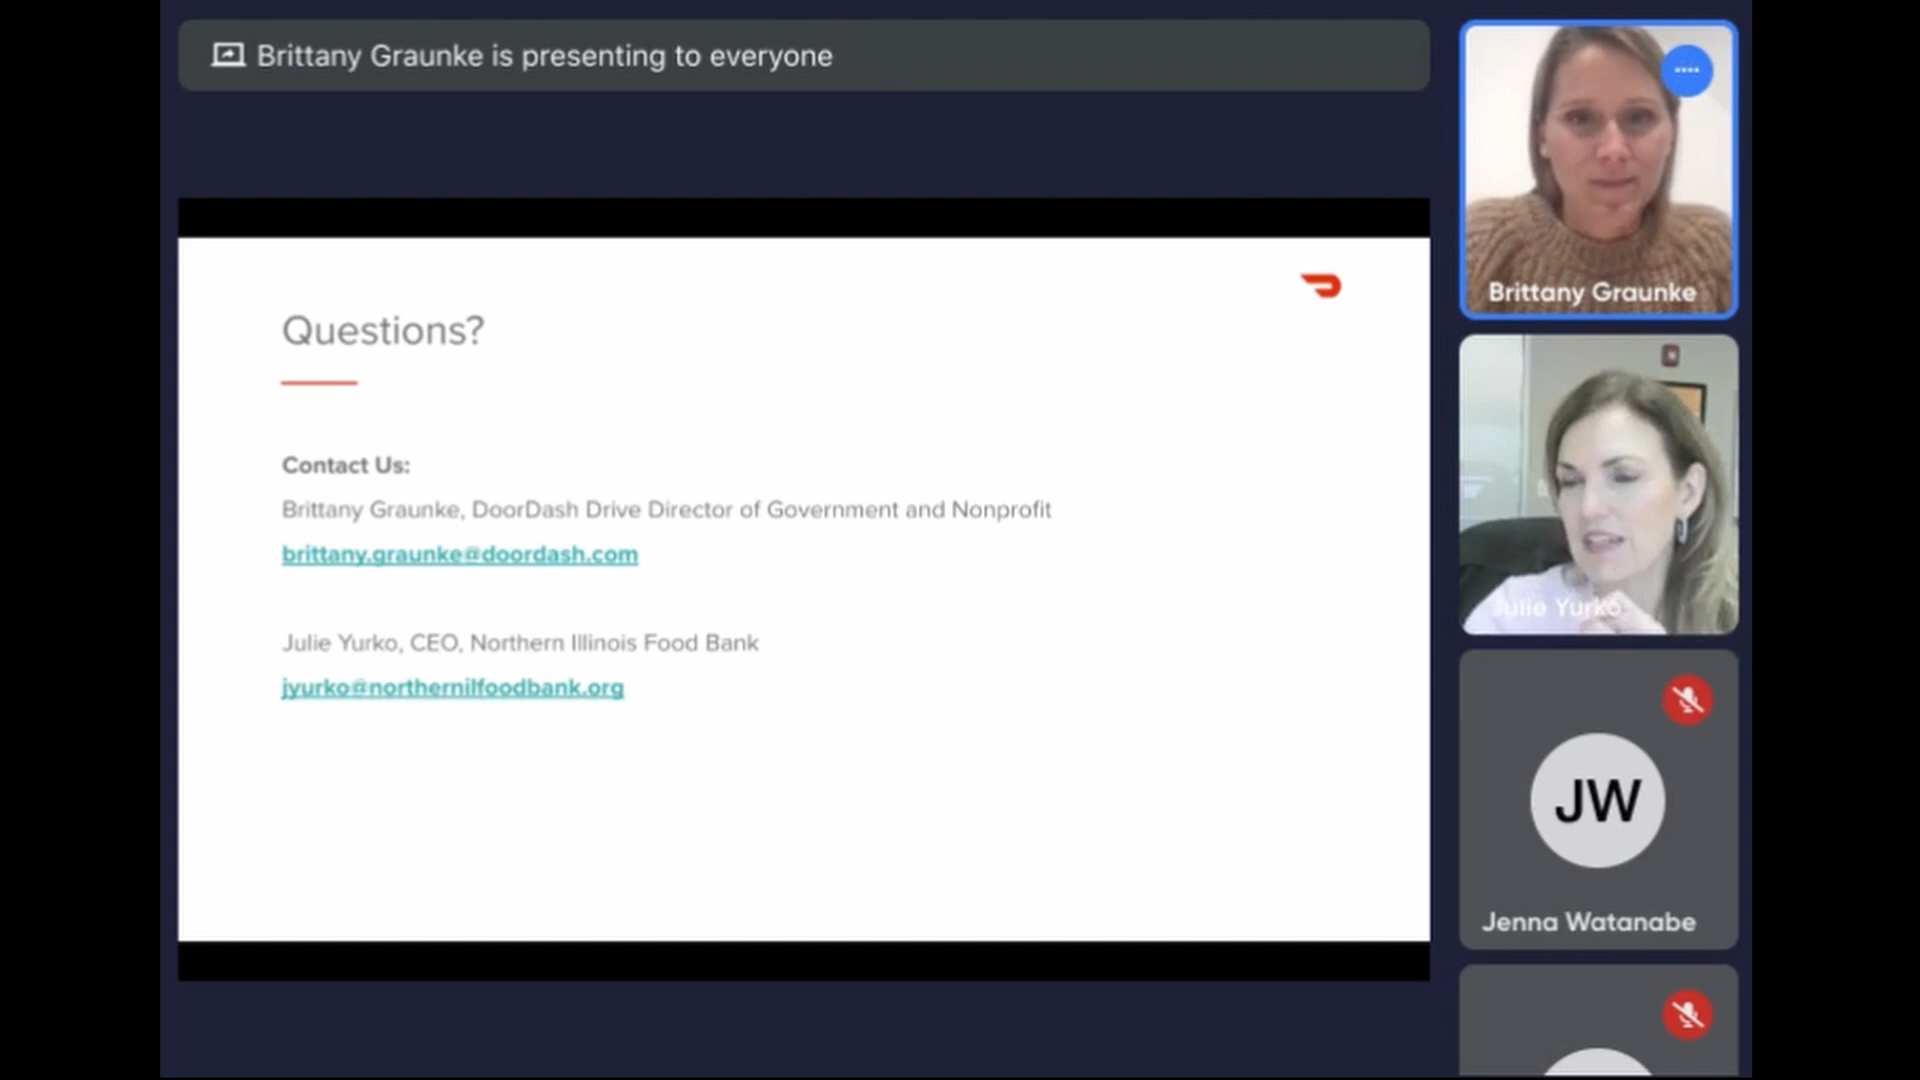 Brittany Graunke is presenting to everyone
Questions?
Contact Us:
Brittany Graunke, DoorDash Drive Director of Government and Nonprofit
brittany.graunke@doordash.com
Julie Yurko, CEO, Northern Illinois Food Bank
jyurko@northernilfoodbank.org
Brittany Graunke
Julie Yurko
JW
Jenna Watanabe